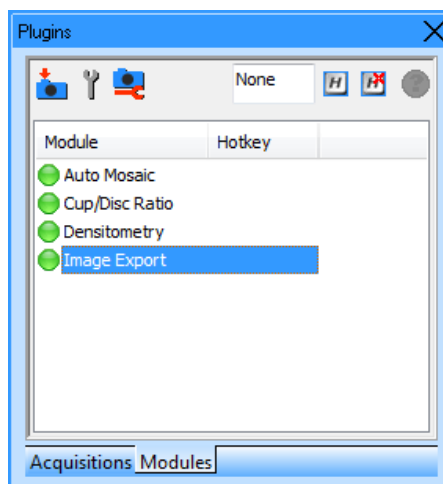 Plugins
None H H
Module Hotkey
Auto Mosaic
Cup/Disc Ratio
Densitometry
Image Export
Acquisitions Modules